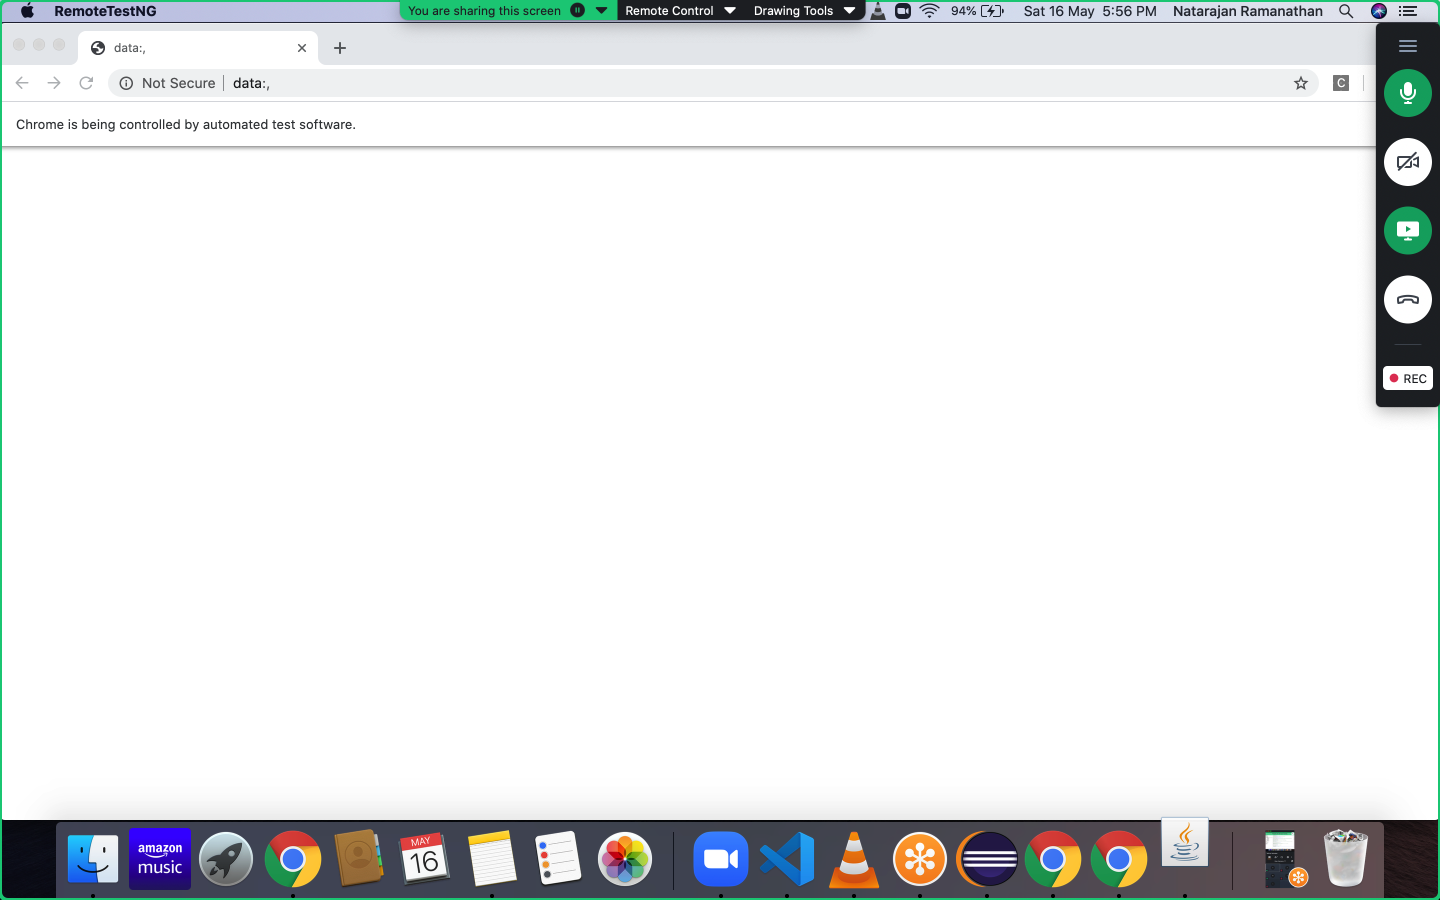 RemoteTestNG
You are sharing this screen
Remote Control
Drawing Tools
94%
Sat 16 May 5:56 PM
Natarajan Ramanathan
data:,
Not Secure
data:,
C
Chrome is being controlled by automated test software.
REC
amazon
music
MAY
16